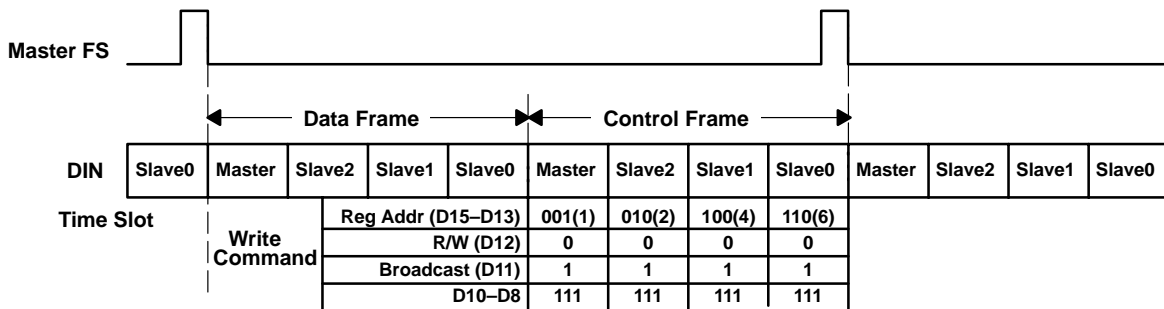 Master FS
Data Frame Control Frame
DIN Slave0 Master Slave2 Slave1 Slave0 Master Slave2 Slave1 Slave0 Master Slave2 Slave1 Slave0
Time Slot
Write Command
Reg Addr (D15–D13) 001(1) 010(2) 100(4) 110(6)
R/W (D12) 0 0 0 0
Broadcast (D11) 1 1 1 1
D10–D8 111 111 111 111